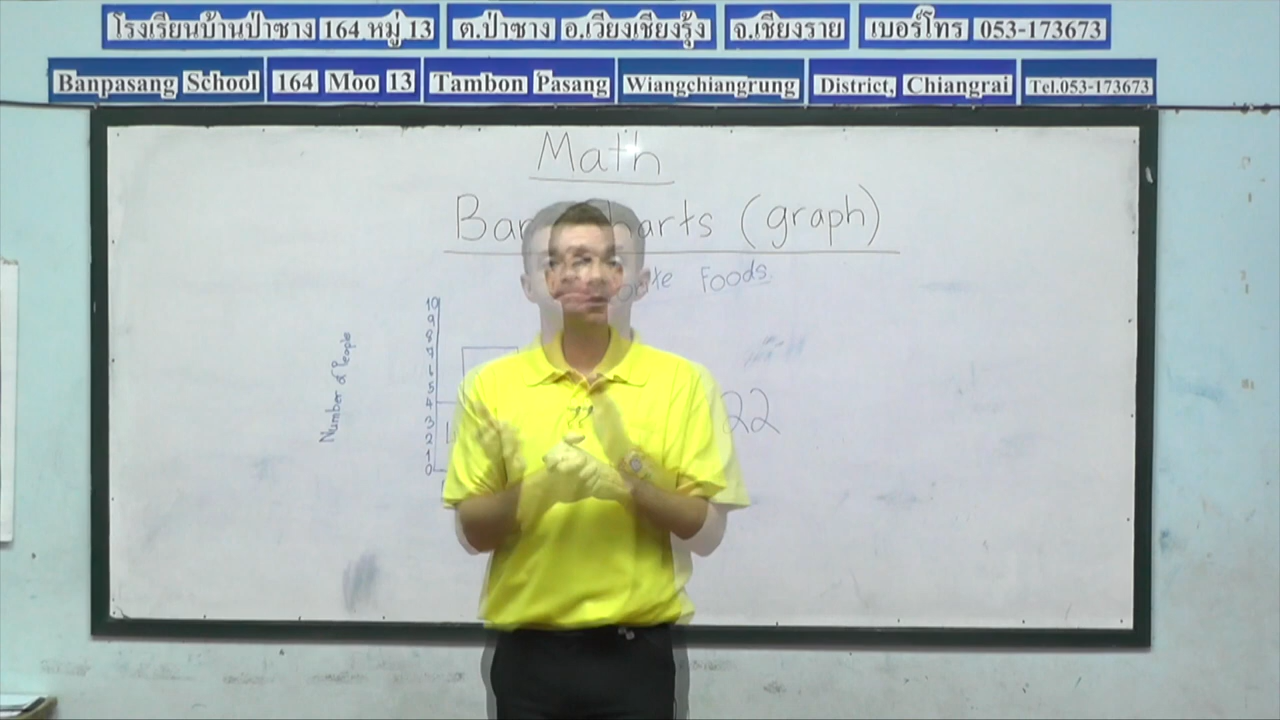 โรงเรียนบ้านป่าซาง 164 หมู่ 13 ต.ป่าซาง อ.เวียงเชียงรุ้ง จ.เชียงราย เบอร์โทร 053-173673
Banpasang School 164 Moo 13 Tambon Pasang Wiangchiangrung District, Chiangrai Tel.053-173673
Math
Bar Charts (graph)
Foods
10
9
8
7
6
5
4
3
2
1
0
Number of People
22